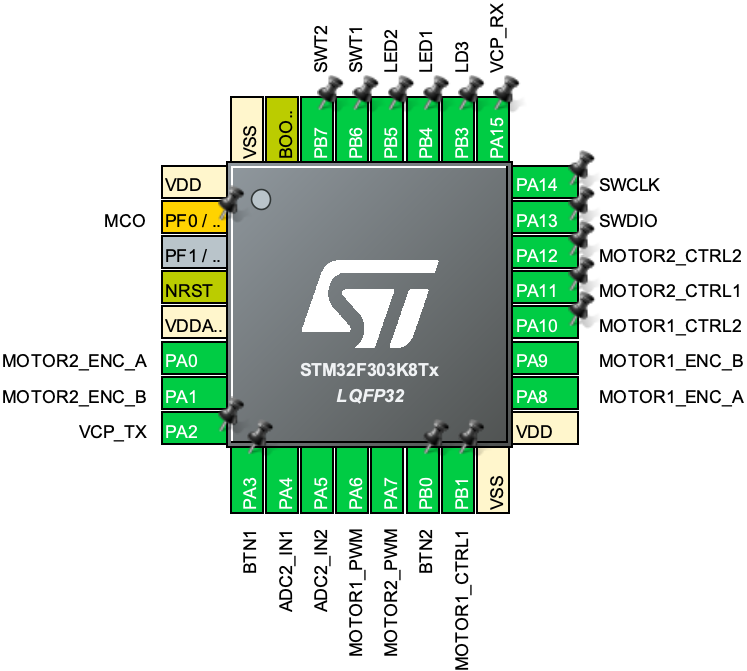 SWT2
SWT1
LED2
LED1
LD3
VCP_RX
VSS
BOO..
PB7
PB6
PB5
PB4
PB3
PA15
VDD
MCO PF0 / ..
PF1 / ..
NRST
VDDA..
MOTOR2_ENC_A PA0
MOTOR2_ENC_B PA1
VCP_TX PA2
PA14 SWCLK
PA13 SWDIO
PA12 MOTOR2_CTRL2
PA11 MOTOR2_CTRL1
PA10 MOTOR1_CTRL2
PA9 MOTOR1_ENC_B
PA8 MOTOR1_ENC_A
VDD
ST
STM32F303K8Tx
LQFP32
PA3
PA4
PA5
PA6
PA7
PB0
PB1
VSS
BTN1
ADC2_IN1
ADC2_IN2
MOTOR1_PWM
MOTOR2_PWM
BTN2
MOTOR1_CTRL1